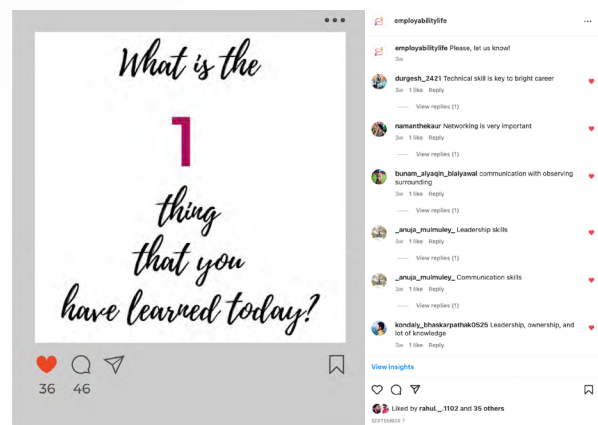 What is the
1
thing
that you
have learned today?
36 46
employabilitylife
employabilitylife Please, let us know!
3w
durgesh_2421 Technical skill is key to bright career
3w 1 like Reply
View replies (1)
namanthekaur Networking is very important
3w 1 like Reply
View replies (1)
bunam_alyaqin_bialyawal communication with observing
surrounding
3w 1 like Reply
View replies (1)
_anuja_mulmuley_ Leadership skills
3w 1 like Reply
View replies (1)
_anuja_mulmuley_ Communication skills
3w 1 like Reply
View replies (1)
kondaiy_bhaskarpathak0525 Leadership, ownership, and
lot of knowledge
3w 1 like Reply
View insights
Liked by rahul._.1102 and 35 others
SEPTEMBER 7